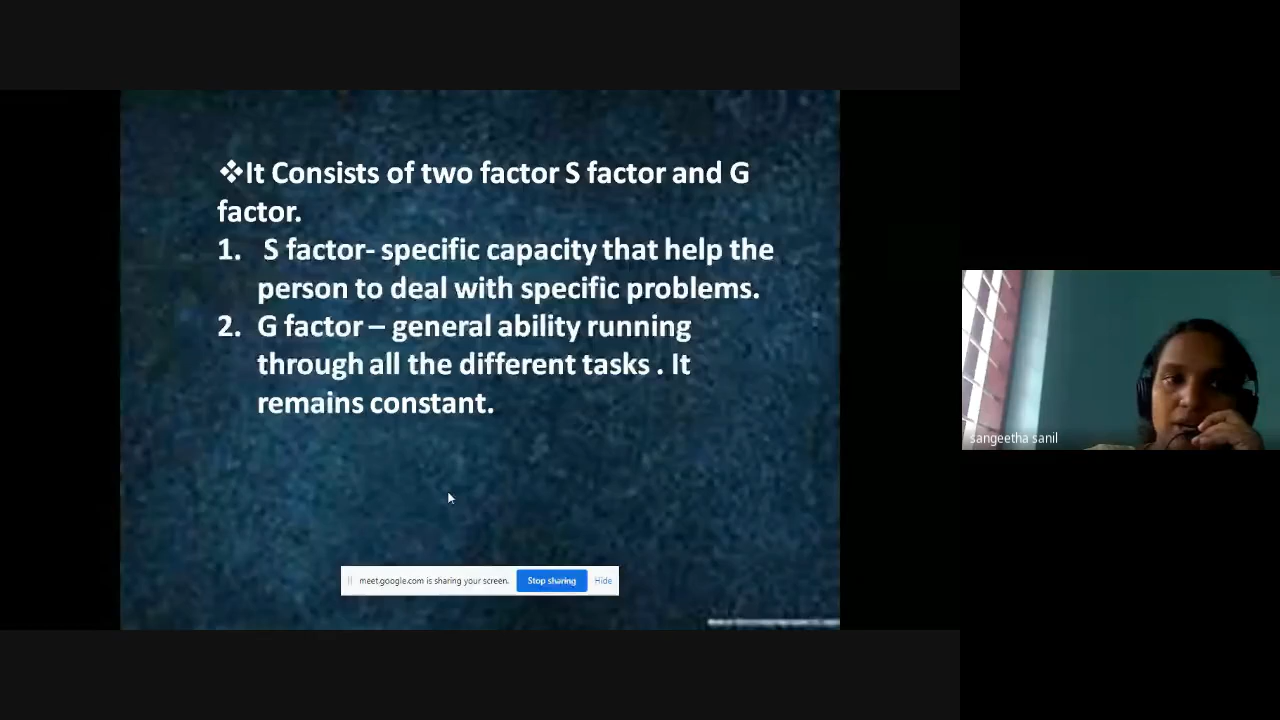 ❖It Consists of two factor S factor and G
factor.
1. S factor- specific capacity that help the
person to deal with specific problems.
2. G factor – general ability running
through all the different tasks . It
remains constant.
sangeetha sanil
meet.google.com is sharing your screen. Stop sharing Hide